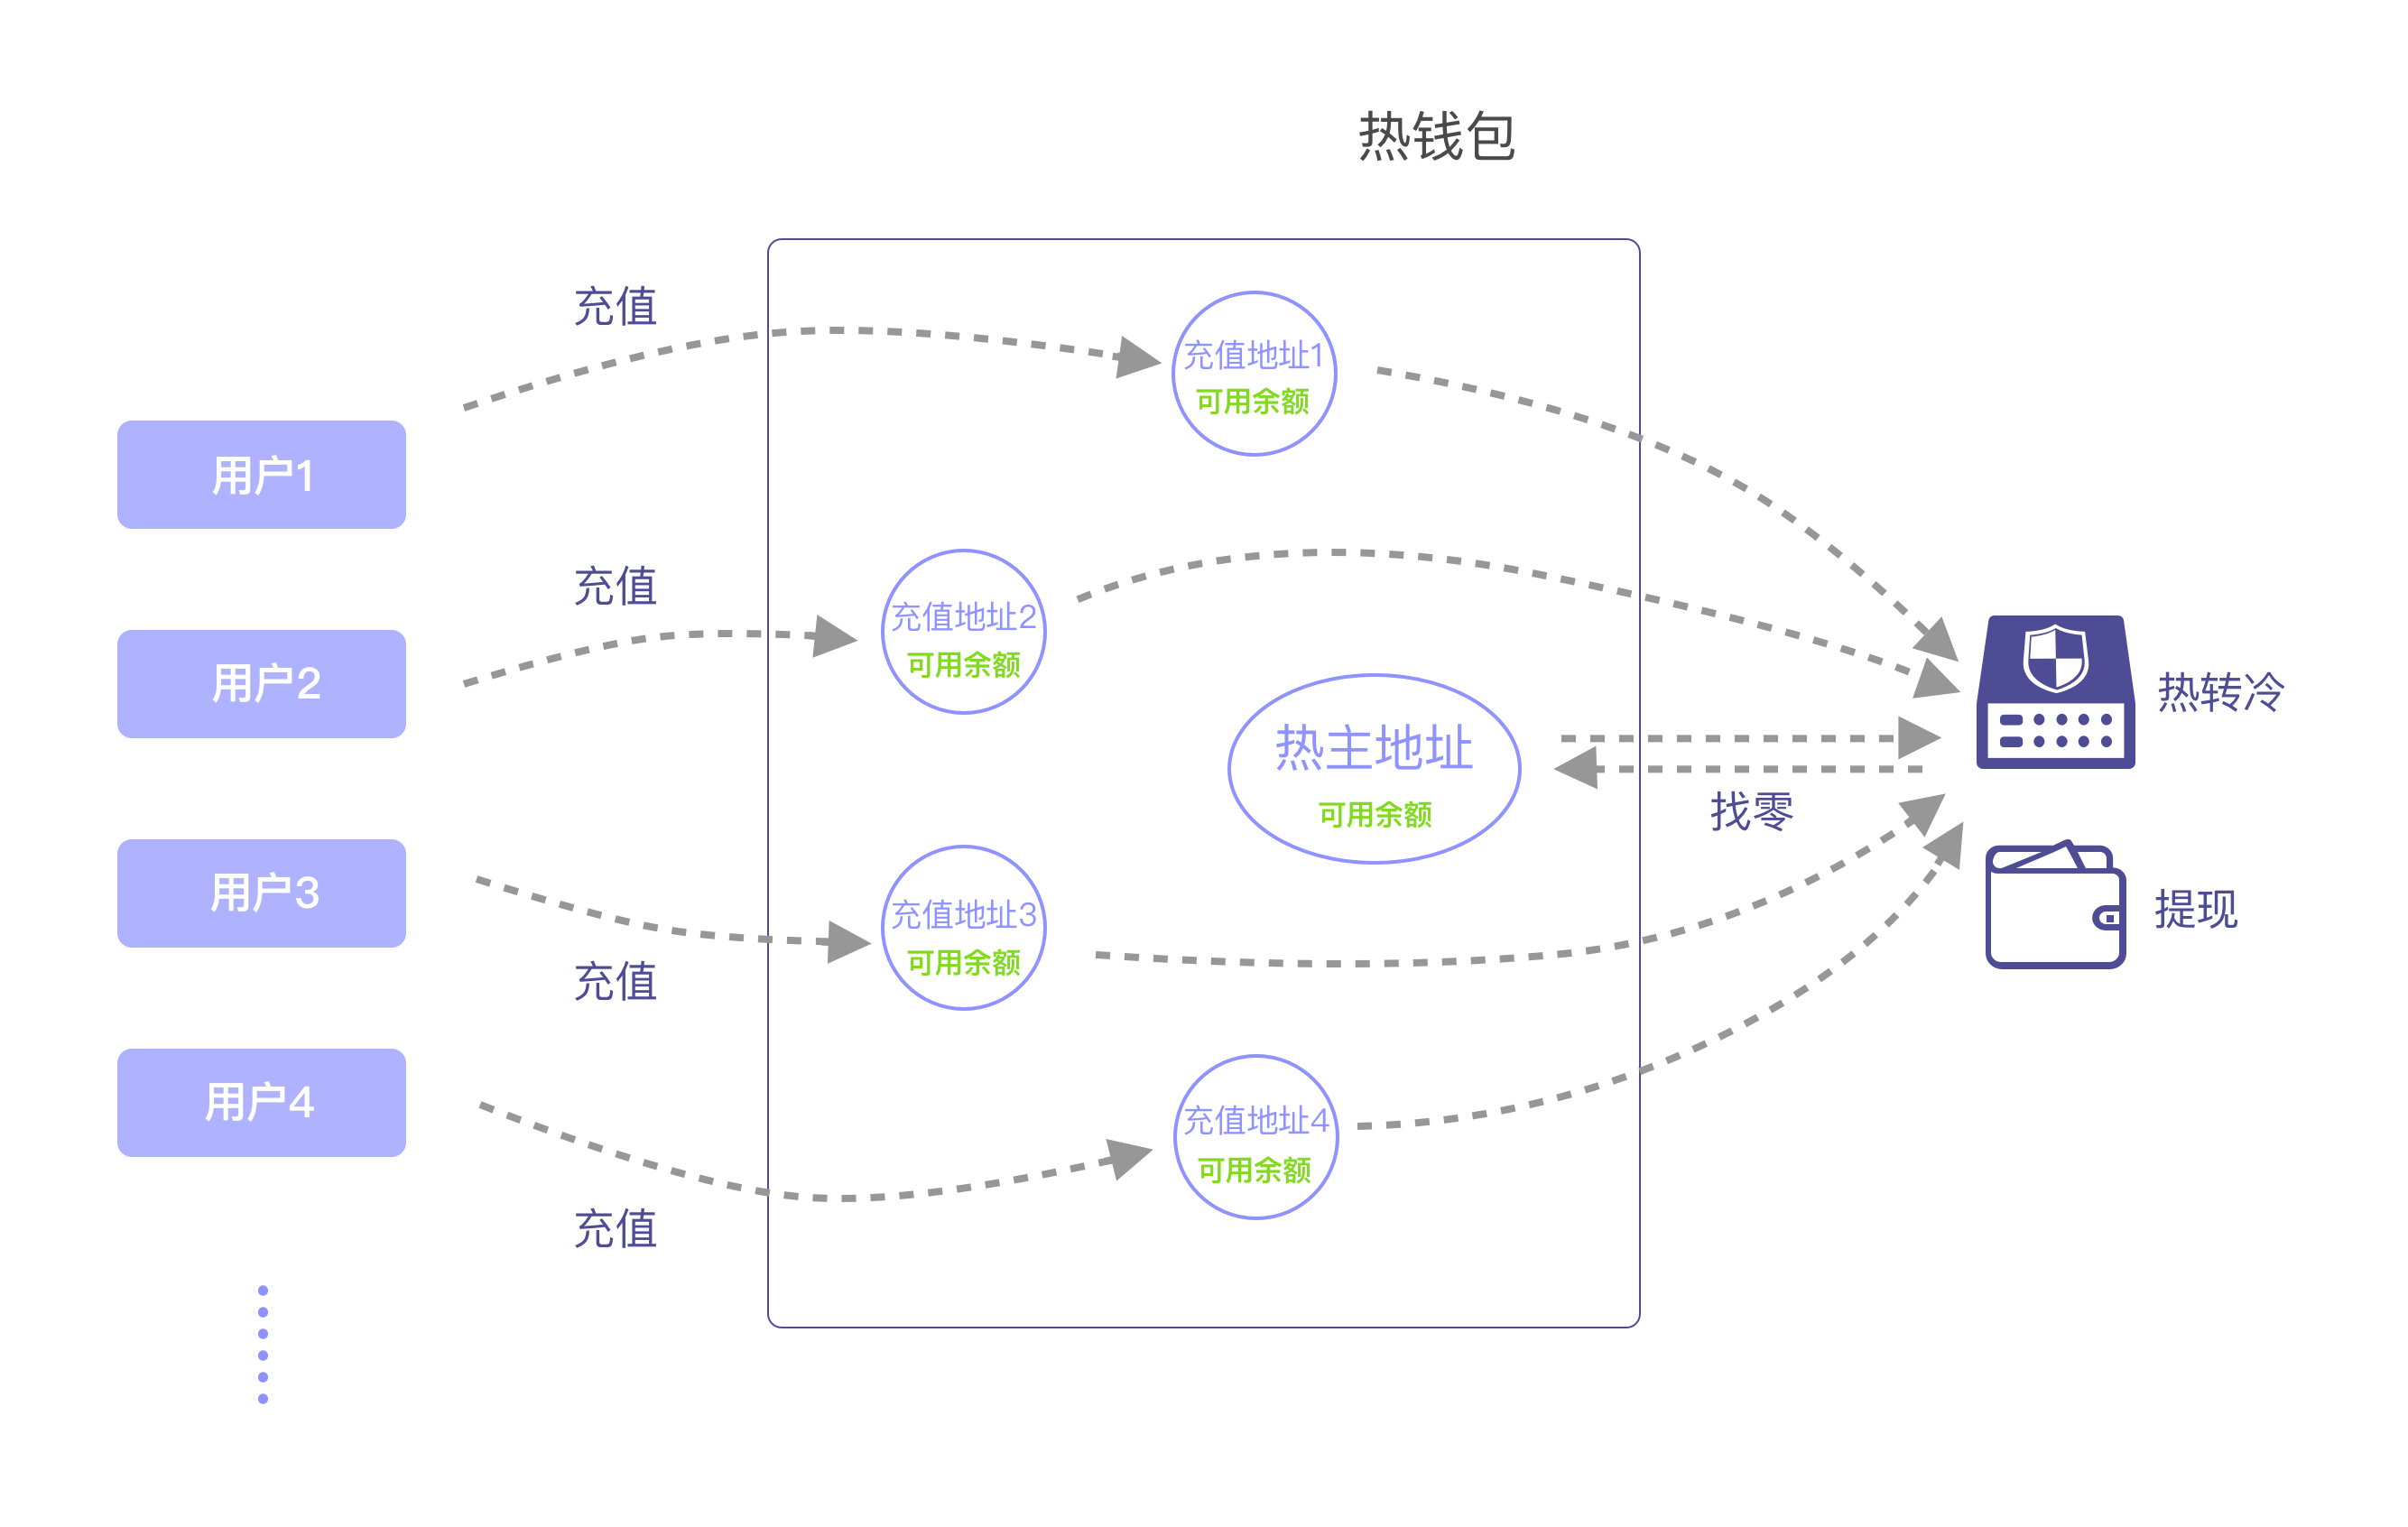 热钱包
充值
充值地址1
可用余额
用户1
充值
充值地址2
可用余额
用户2
热转冷
热主地址
可用余额
找零
用户3
充值地址3
可用余额
提现
充值
用户4
充值地址4
可用余额
充值